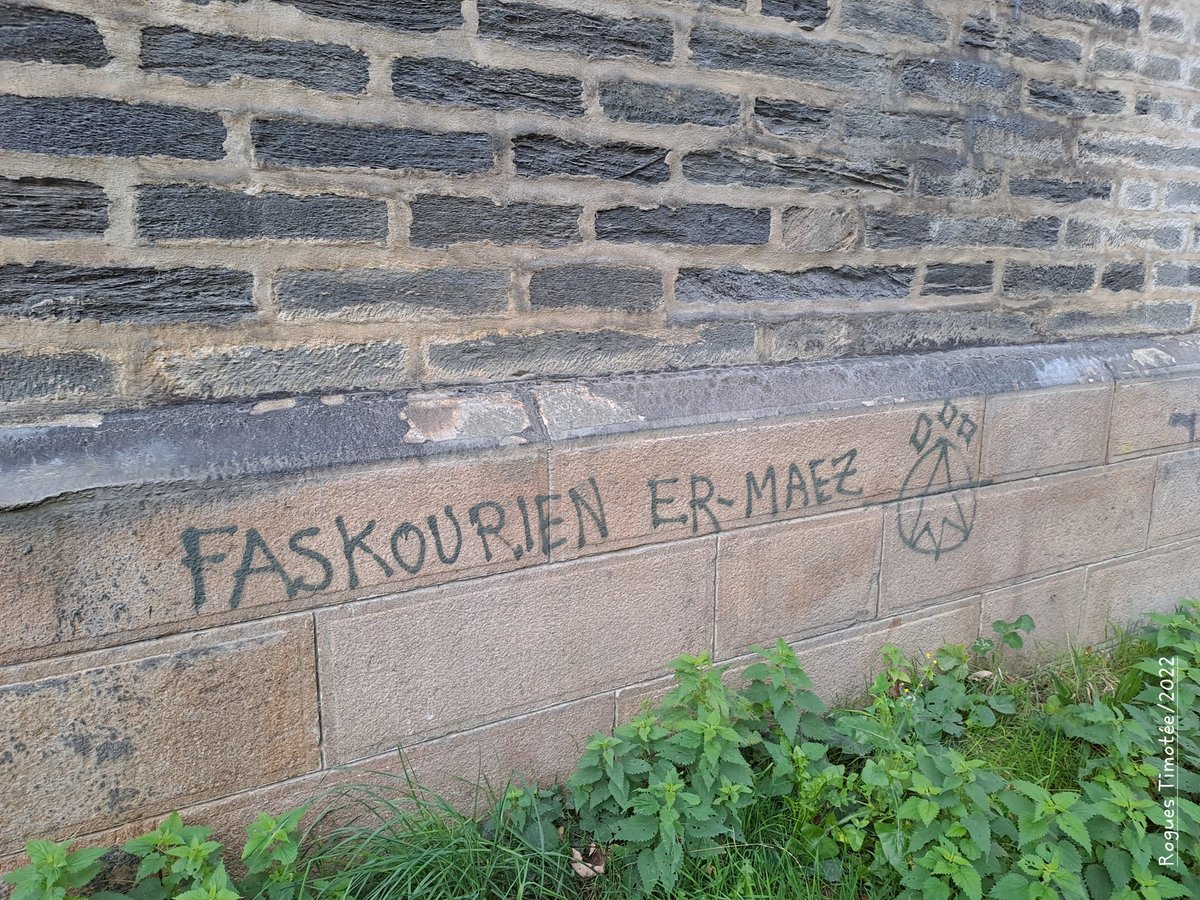 FASKOURIEN ER-MAEZ
Rogues Timotée/2022